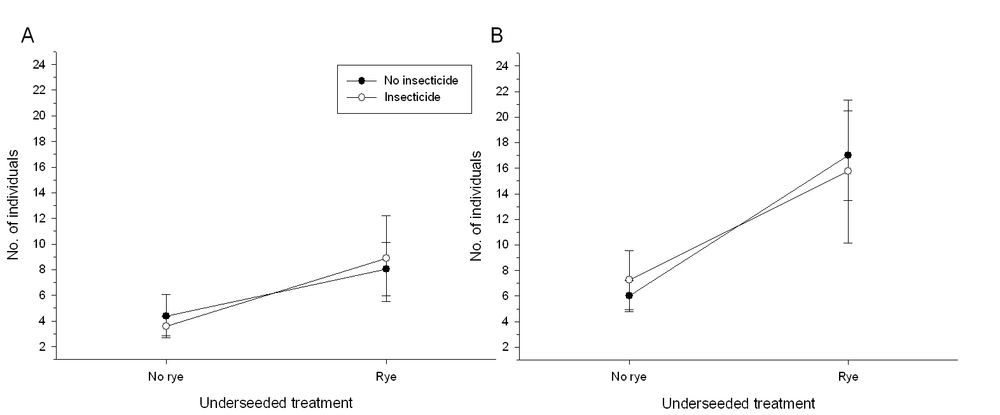 A
24
22
20
18
16
14
12
10
8
6
4
2
No. of individuals
No insecticide
Insecticide
No rye
Rye
Underseeded treatment
B
24
22
20
18
16
14
12
10
8
6
4
2
No. of individuals
No rye
Rye
Underseeded treatment